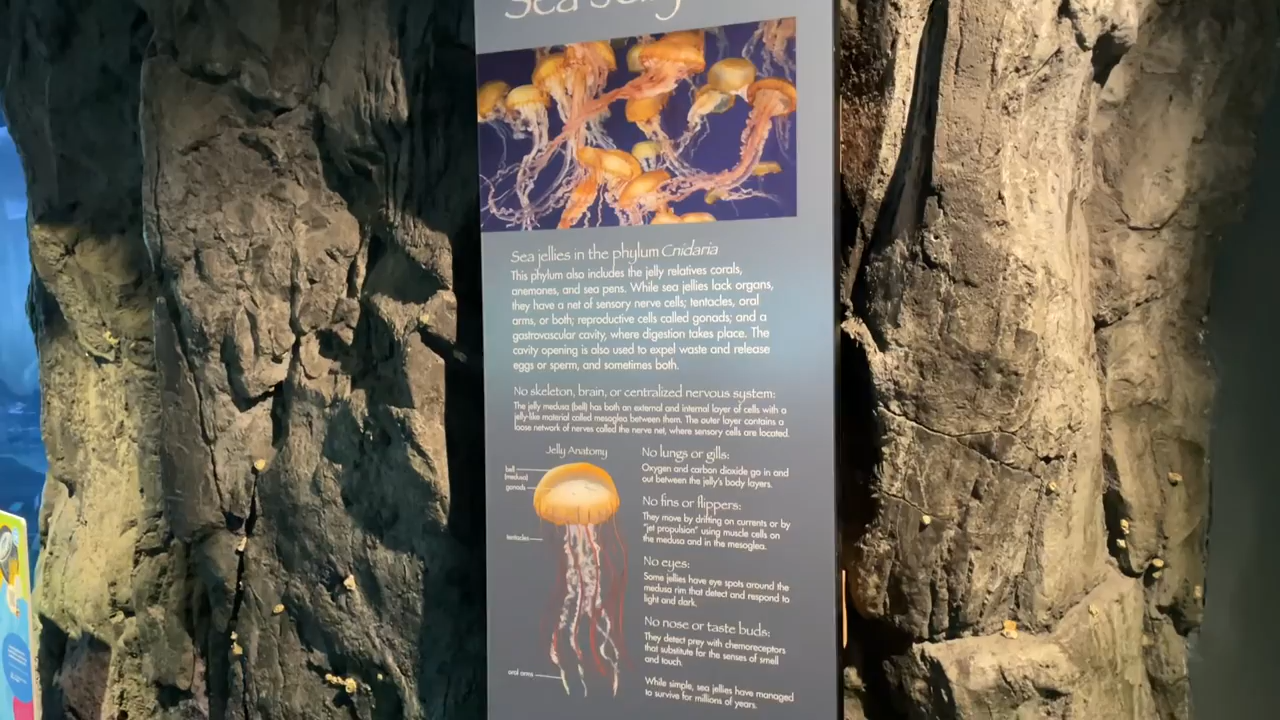 Sea Jelly
Sea jellies in the phylum Cnidaria
This phylum also includes the jelly relatives corals,
anemones, and sea pens. While sea jellies lack organs,
they have a net of sensory nerve cells; tentacles, oral
arms, or both; reproductive cells called gonads; and a
gastrovascular cavity, where digestion takes place. The
cavity opening is also used to expel waste and release
eggs or sperm, and sometimes both.
No skeleton, brain, or centralized nervous system:
The jelly medusa (bell) has both an external and internal layer of cells with a
jelly-like material called mesoglea between them. The outer layer contains a
loose network of nerves called the nerve net, where sensory cells are located.
Jelly Anatomy
bell
(medusa)
gonads
tentacles
oral arms
No lungs or gills:
Oxygen and carbon dioxide go in and
out between the jelly's body layers.
No fins or flippers:
They move by drifting on currents or by
"jet propulsion" using muscle cells on
the medusa and in the mesoglea.
No eyes:
Some jellies have eye spots around the
medusa rim that detect and respond to
light and dark.
No nose or taste buds:
They detect prey with chemoreceptors
that substitute for the senses of smell
and touch.
While simple, sea jellies have managed
to survive for millions of years.